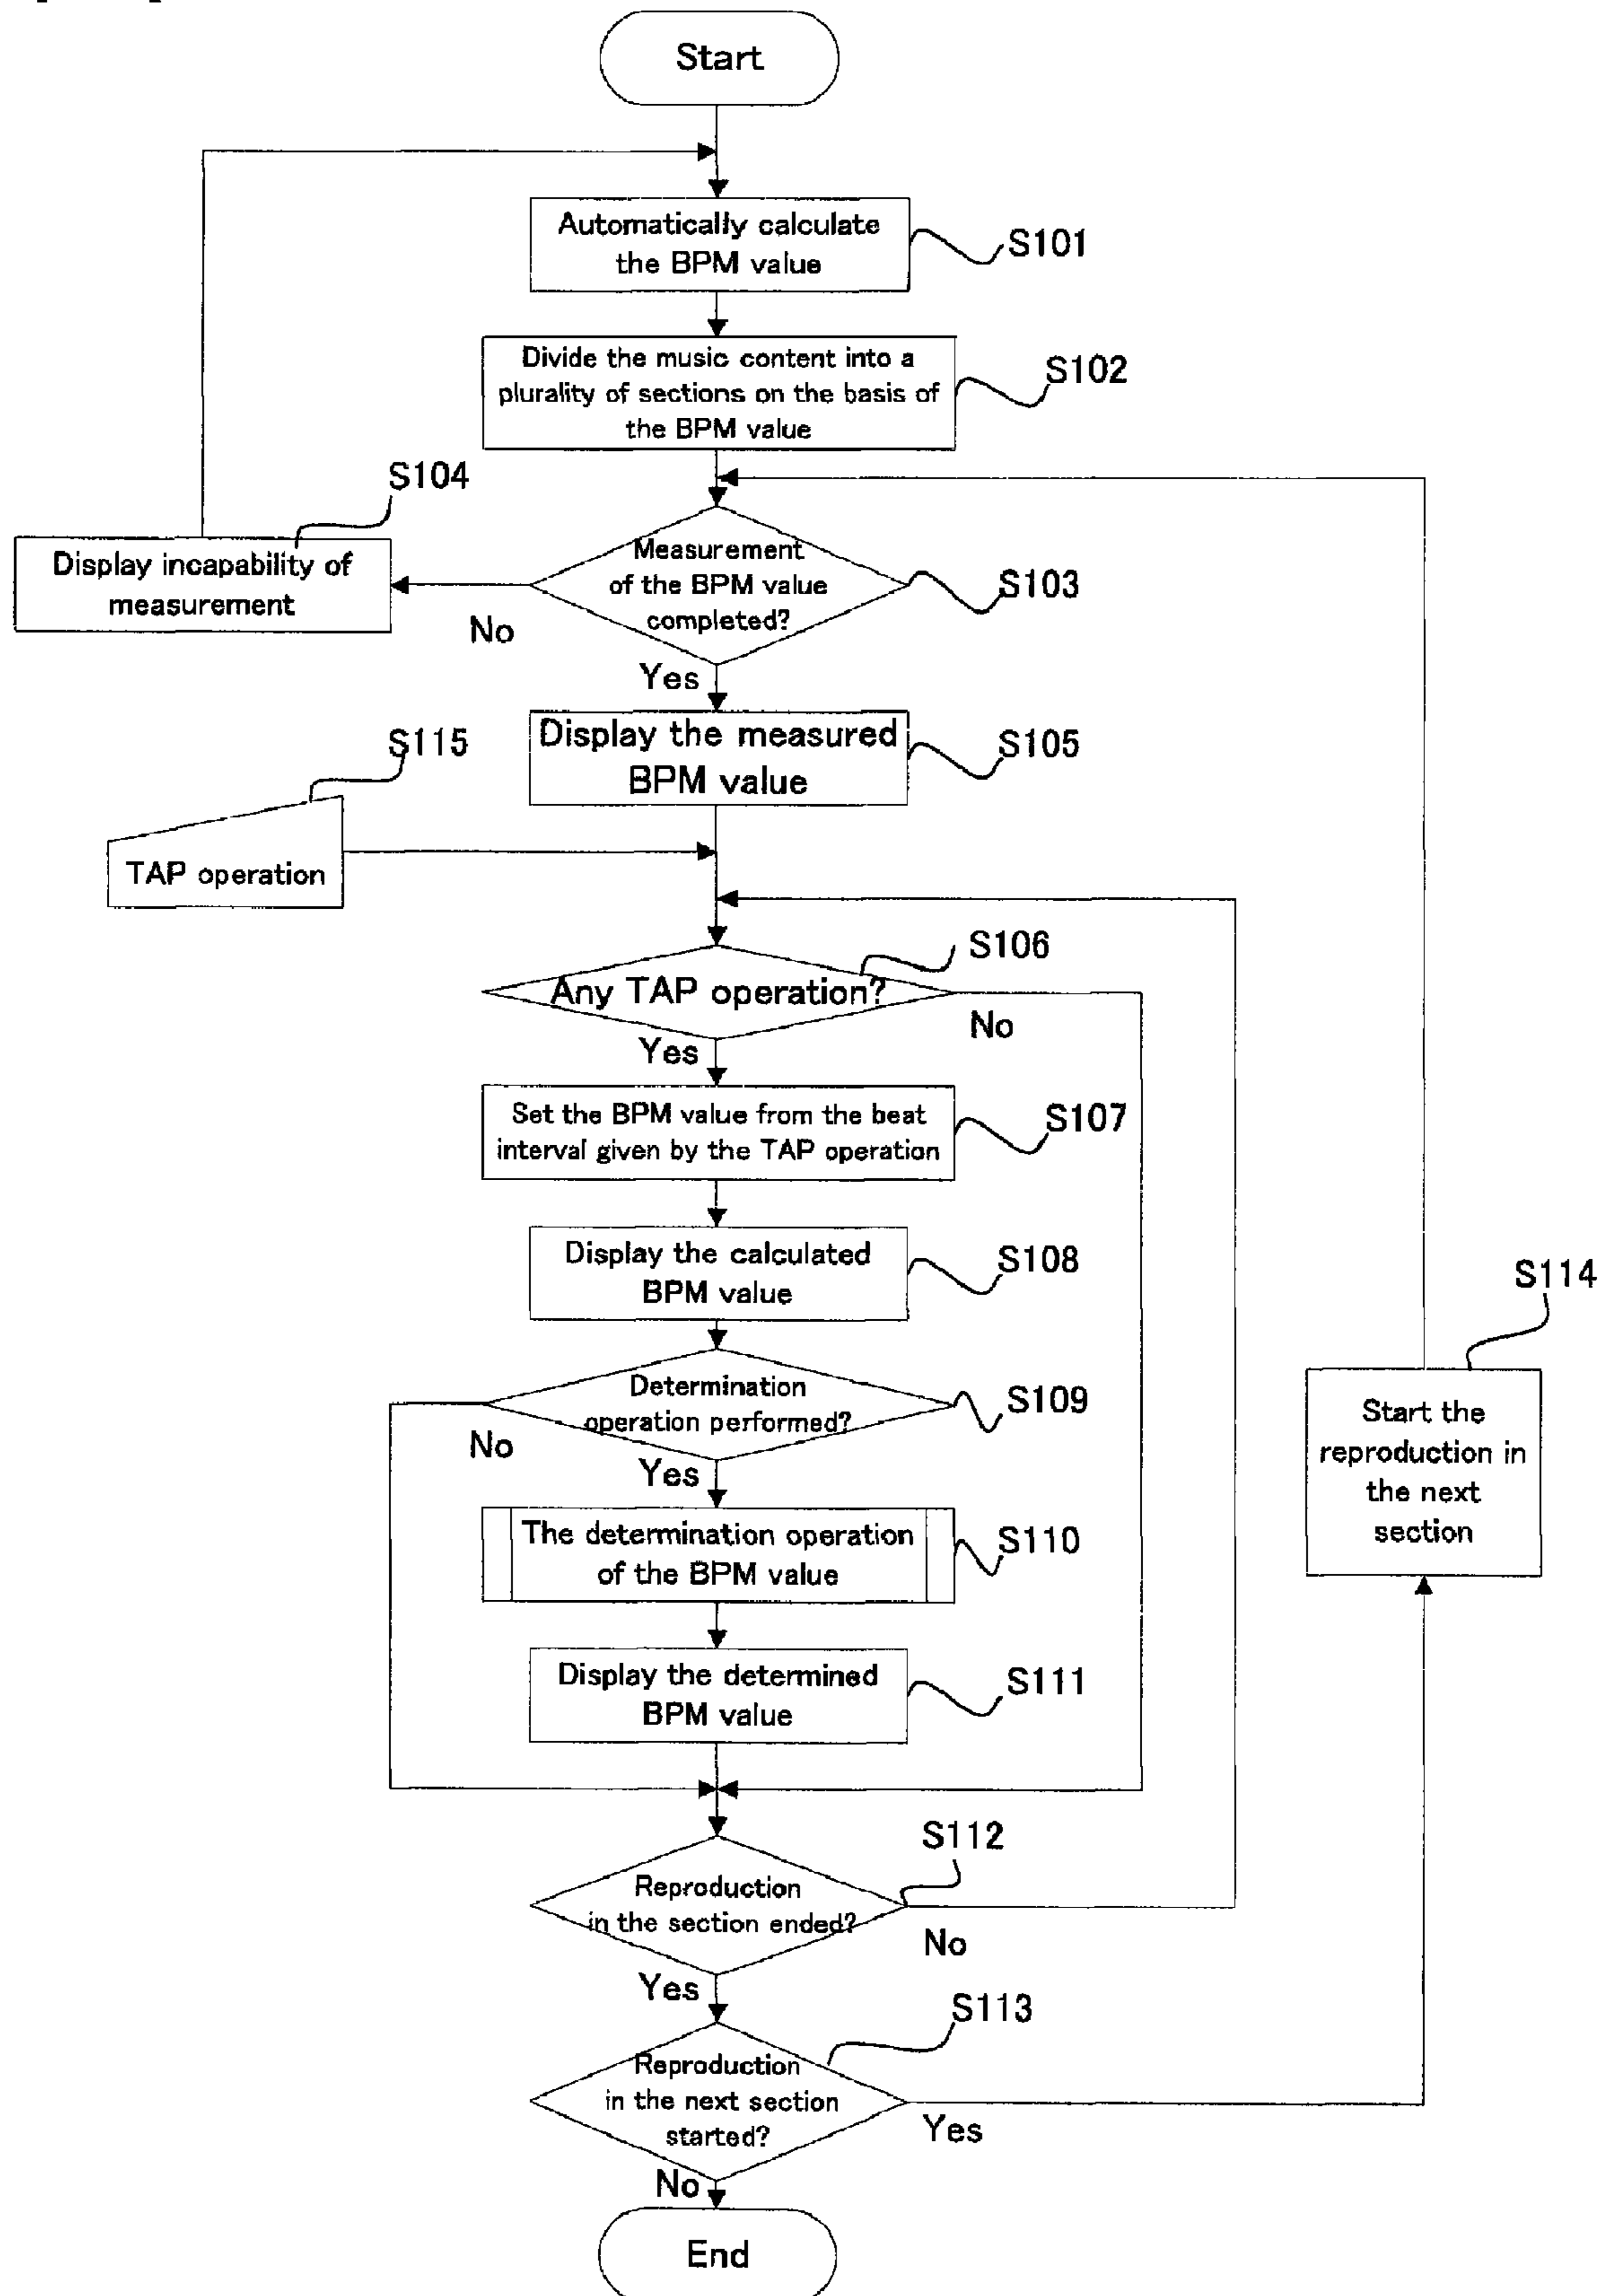 Start
Automatically calculate
the BPM value
S101
Divide the music content into a
plurality of sections on the basis of
the BPM value
S102
S104
Display incapability of
measurement
Measurement
of the BPM value
completed?
S103
No
Yes
Display the measured
BPM value
S105
S115
TAP operation
S106
Any TAP operation?
No
Yes
Set the BPM value from the beat
interval given by the TAP operation
S107
Display the calculated
BPM value
S108
Determination
operation performed?
S109
No
Yes
The determination operation
of the BPM value
S110
Display the determined
BPM value
S111
S114
Start the
reproduction in
the next
section
S112
Reproduction
in the section ended?
No
Yes
S113
Reproduction
in the next section
started?
Yes
No
End